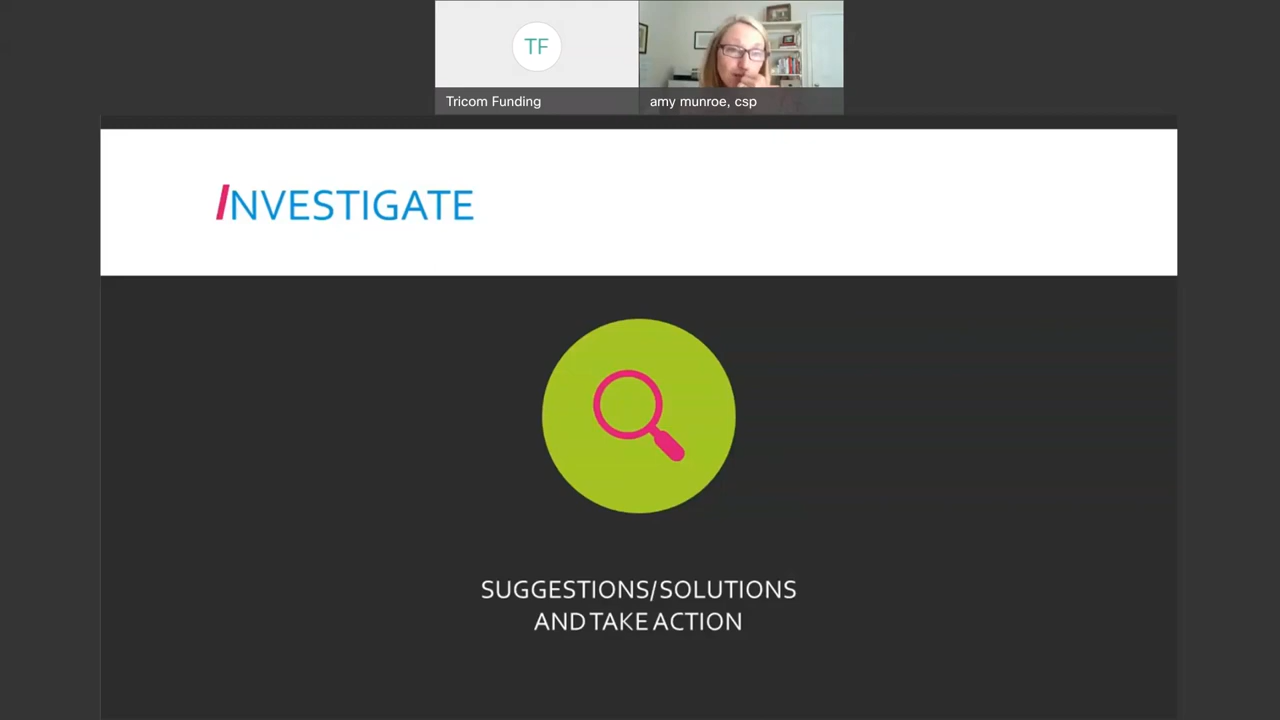 TF
Tricom Funding
amy munroe, csp
INVESTIGATE
SUGGESTIONS/SOLUTIONS
AND TAKE ACTION